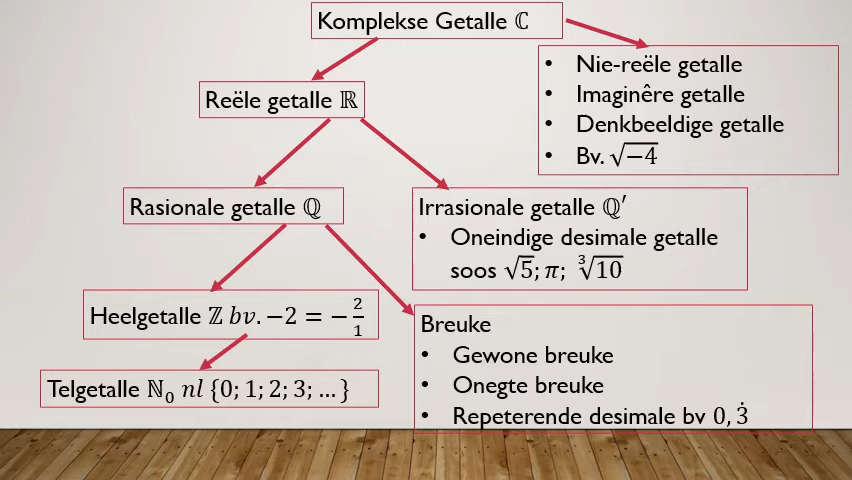 Komplekse Getalle ℂ
• Nie-reële getalle
• Imaginêre getalle
• Denkbeeldige getalle
• Bv. √−4
Reële getalle ℝ
Rasionale getalle ℚ
Irrasionale getalle ℚ′
• Oneindige desimale getalle
soos √5; π; ∛10
Heelgetalle ℤ bv. −2 = −2/1
Breuke
• Gewone breuke
• Onegte breuke
• Repeterende desimale bv 0,3̇
Telgetalle ℕ₀ nl {0; 1; 2; 3; … }